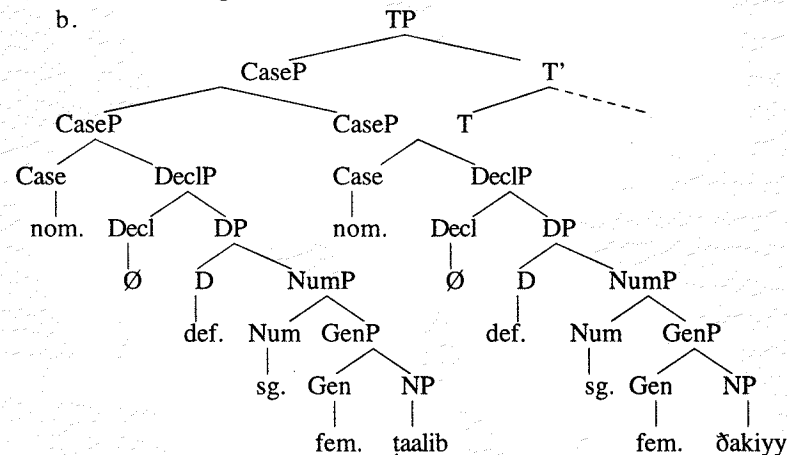 b. TP
CaseP T’
CaseP CaseP T
Case DeclP Case DeclP
nom. Decl DP nom. Decl DP
Ø D NumP Ø D NumP
def. Num GenP def. Num GenP
sg. Gen NP sg. Gen NP
fem. ṭaalib fem. ðakiyy